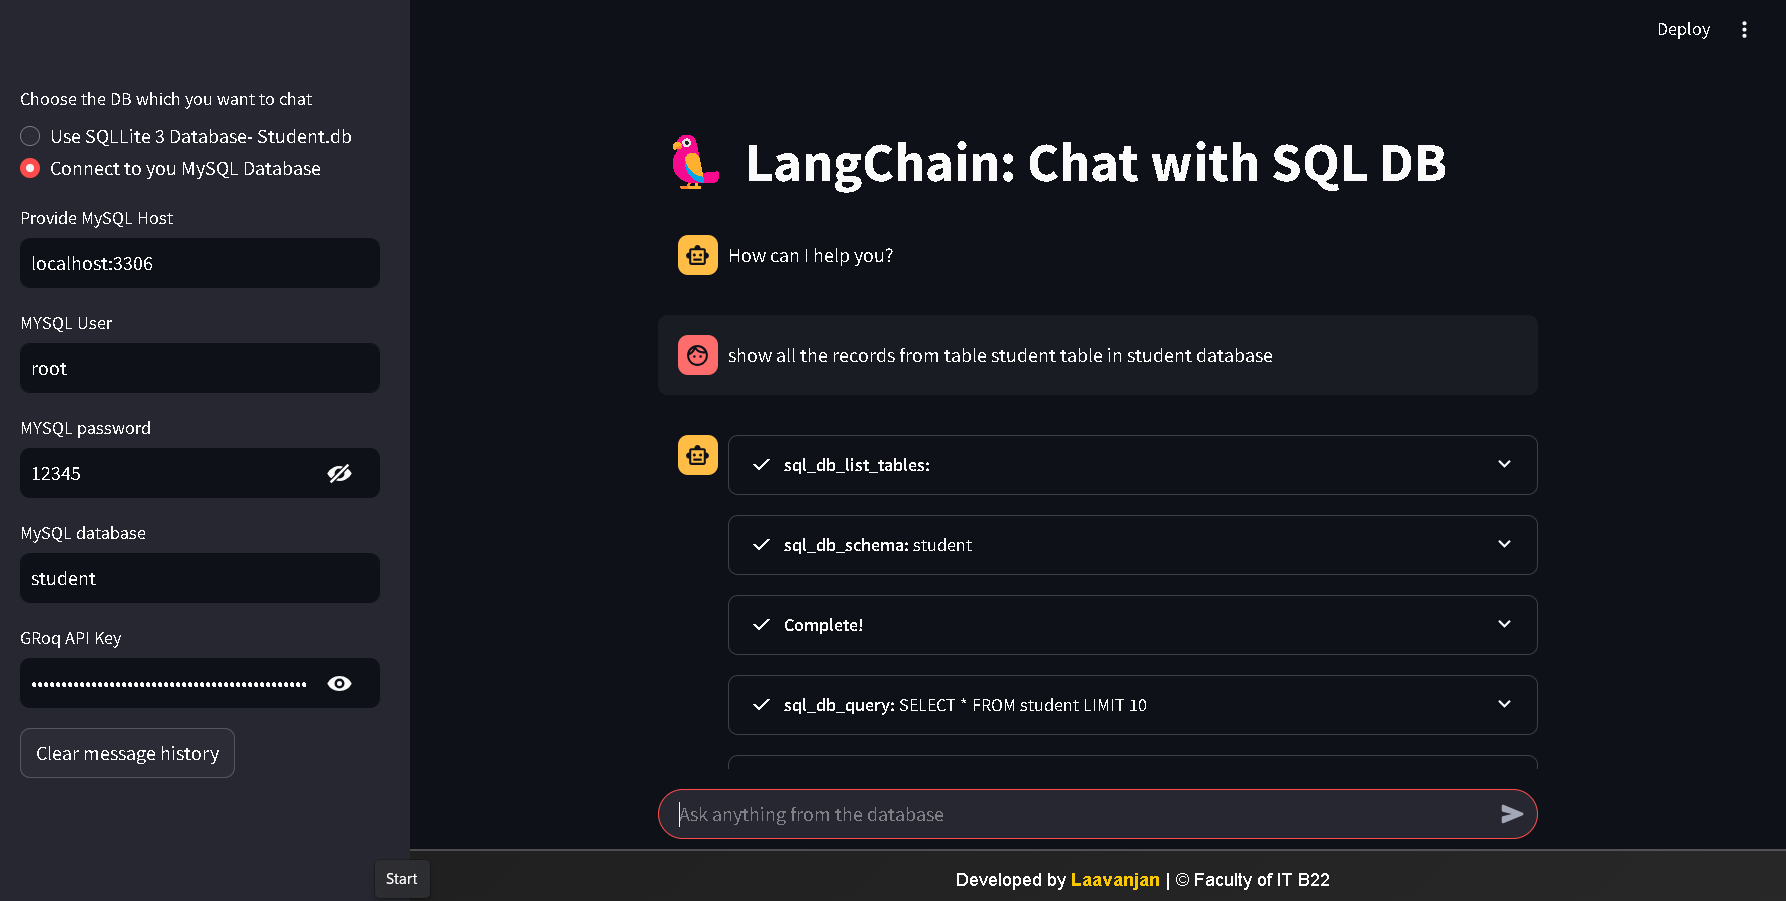 Deploy
Choose the DB which you want to chat
Use SQLLite 3 Database- Student.db
Connect to you MySQL Database
Provide MySQL Host
localhost:3306
MYSQL User
root
MYSQL password
12345
MySQL database
student
GRoq API Key
Clear message history
Start
LangChain: Chat with SQL DB
How can I help you?
show all the records from table student table in student database
sql_db_list_tables:
sql_db_schema: student
Complete!
sql_db_query: SELECT * FROM student LIMIT 10
Ask anything from the database
Developed by Laavanjan | © Faculty of IT B22